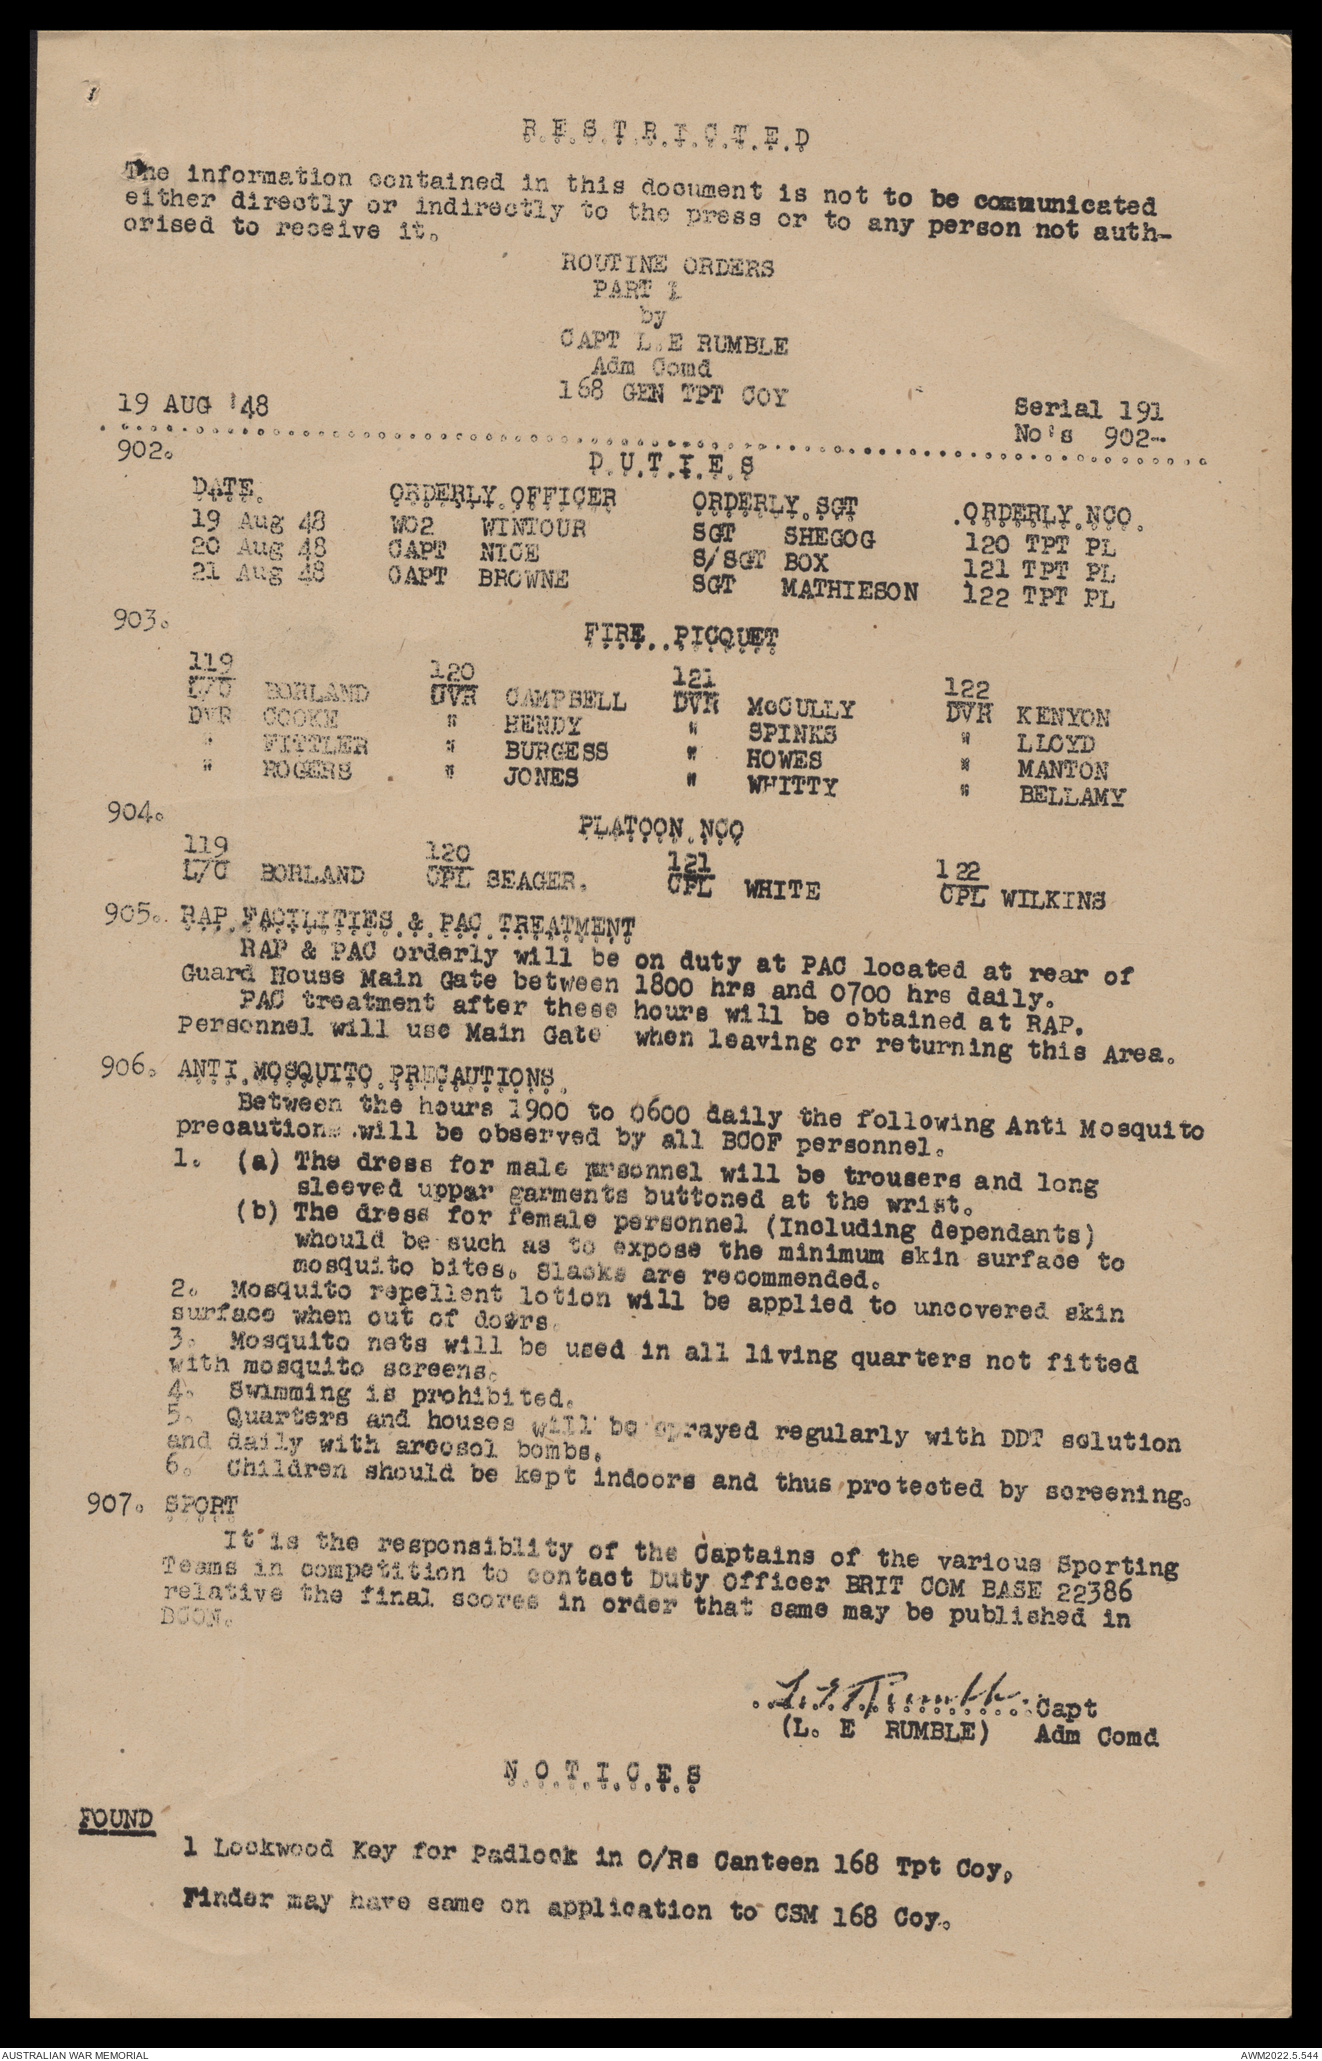 R.E.S.T.R.I.C.T.E.D
The information contained in this document is not to be communicated
either directly or indirectly to the press or to any person not auth-
orised to receive it.
ROUTINE ORDERS
PART 1
by
CAPT L.E RUMBLE
Adm Comd
168 GEN TPT COY
19 AUG '48 Serial 191
No's 902-
902. D.U.T.I.E.S
DATE. ORDERLY.OFFICER ORDERLY.SGT .ORDERLY.NCO.
19 Aug 48 WO2 WINTOUR SGT SHEGOG 120 TPT PL
20 Aug 48 CAPT NICE S/SGT BOX 121 TPT PL
21 Aug 48 CAPT BROWNE SGT MATHIESON 122 TPT PL
903. FIRE..PICQUET
119 120 121 122
L/C BORLAND DVR CAMPBELL DVR McCULLY DVR KENYON
DVR COOKE " HENDY " SPINKS " LLOYD
" FITTLER " BURGESS " HOWES " MANTON
" ROGERS . " JONES " WHITTY " BELLAMY
904. PLATOON.NCO
119 120 121 122
L/C BORLAND CPL SEAGER. CPL WHITE CPL WILKINS
905. RAP.FACILITIES.&.PAC.TREATMENT
RAP & PAC orderly will be on duty at PAC located at rear of
Guard House Main Gate between 1800 hrs and 0700 hrs daily.
PAC treatment after these hours will be obtained at RAP.
Personnel will use Main Gate when leaving or returning this Area.
906. ANTI.MOSQUITO.PRECAUTIONS.
Between the hours 1900 to 0600 daily the following Anti Mosquito
precautions .will be observed by all BCOF personnel.
1. (a) The dress for male prsonnel will be trousers and long
sleeved uppar garments buttoned at the wrist.
(b) The dress for female personnel (Including dependants)
whould be such as to expose the minimum skin surface to
mosquito bites. Slacks are recommended.
2. Mosquito repellent lotion will be applied to uncovered skin
surface when out of doors.
3. Mosquito nets will be used in all living quarters not fitted
with mosquito screens.
4. Swimming is prohibited.
5. Quarters and houses will be sprayed regularly with DDT solution
and daily with areosol bombs.
6. Children should be kept indoors and thus protected by screening.
907. SPORT
It is the responsiblity of the Captains of the various Sporting
Teams in competition to contact Duty Officer BRIT COM BASE 22386
relative the final scores in order that same may be published in
BCON.
L.E Rumble Capt
(L. E RUMBLE) Adm Comd
N.O.T.I.C.E.S
FOUND
1 Lockwood Key for Padlock in O/Rs Canteen 168 Tpt Coy,
Finder may have same on application to CSM 168 Coy.
AUSTRALIAN WAR MEMORIAL AWM2022.5.544